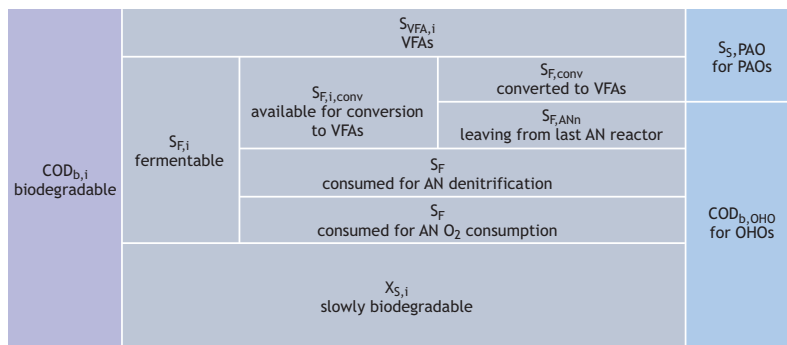 COD_b,i
biodegradable
S_VFA,i
VFAs
S_F,i
fermentable
S_F,i,conv
available for conversion
to VFAs
S_F,conv
converted to VFAs
S_F,ANn
leaving from last AN reactor
S_F
consumed for AN denitrification
S_F
consumed for AN O₂ consumption
X_S,i
slowly biodegradable
S_S,PAO
for PAOs
COD_b,OHO
for OHOs